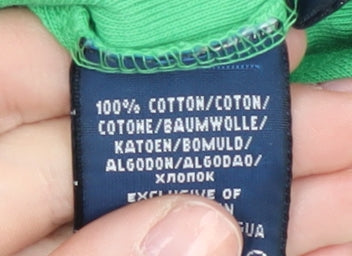 100% COTTON/COTON/
COTONE/BAUMWOLLE/
KATOEN/BOMULD/
ALGODON/ALGODAO/
ХЛОПОК
EXCLUSIVE OF